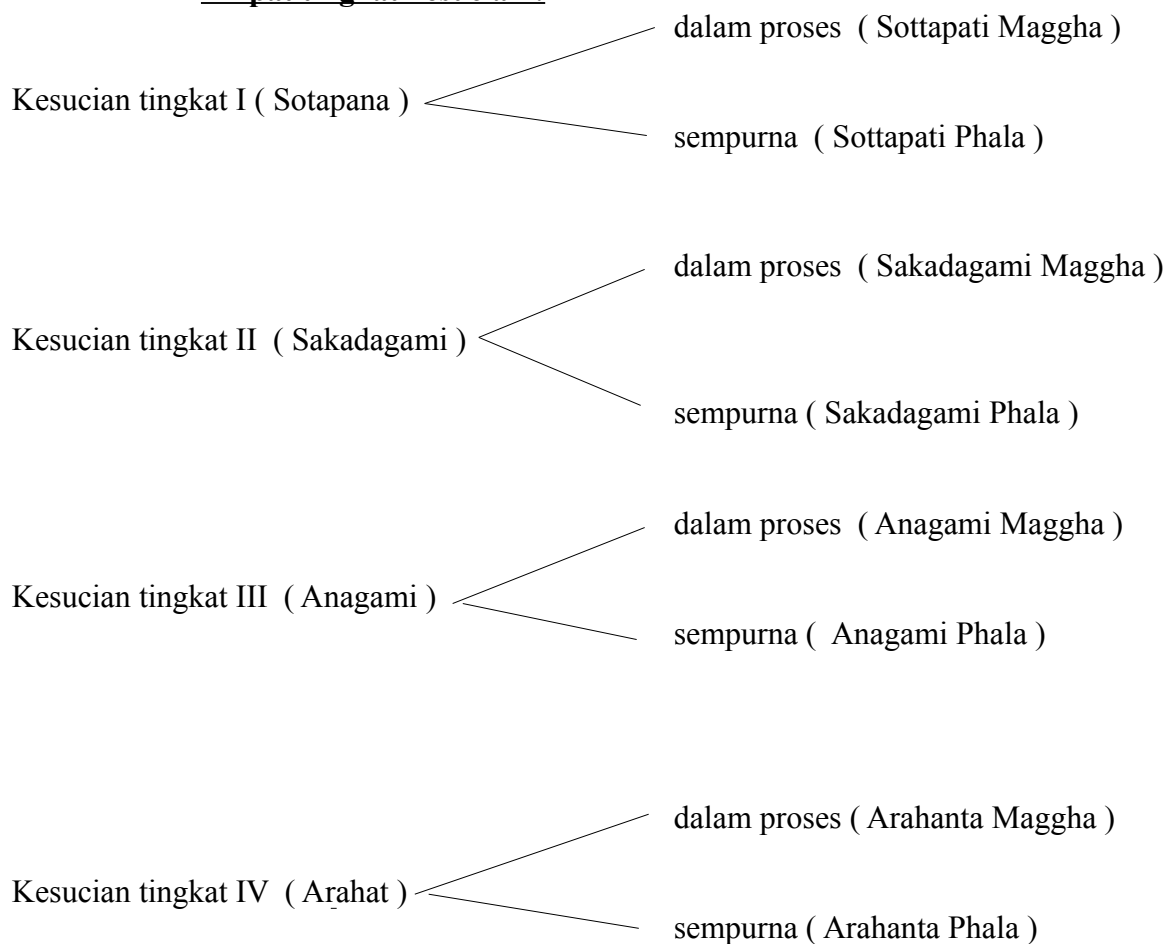 dalam proses ( Sottapati Maggha )
Kesucian tingkat I ( Sotapana )
sempurna ( Sottapati Phala )
dalam proses ( Sakadagami Maggha )
Kesucian tingkat II ( Sakadagami )
sempurna ( Sakadagami Phala )
dalam proses ( Anagami Maggha )
Kesucian tingkat III ( Anagami )
sempurna ( Anagami Phala )
dalam proses ( Arahanta Maggha )
Kesucian tingkat IV ( Arahat )
sempurna ( Arahanta Phala )